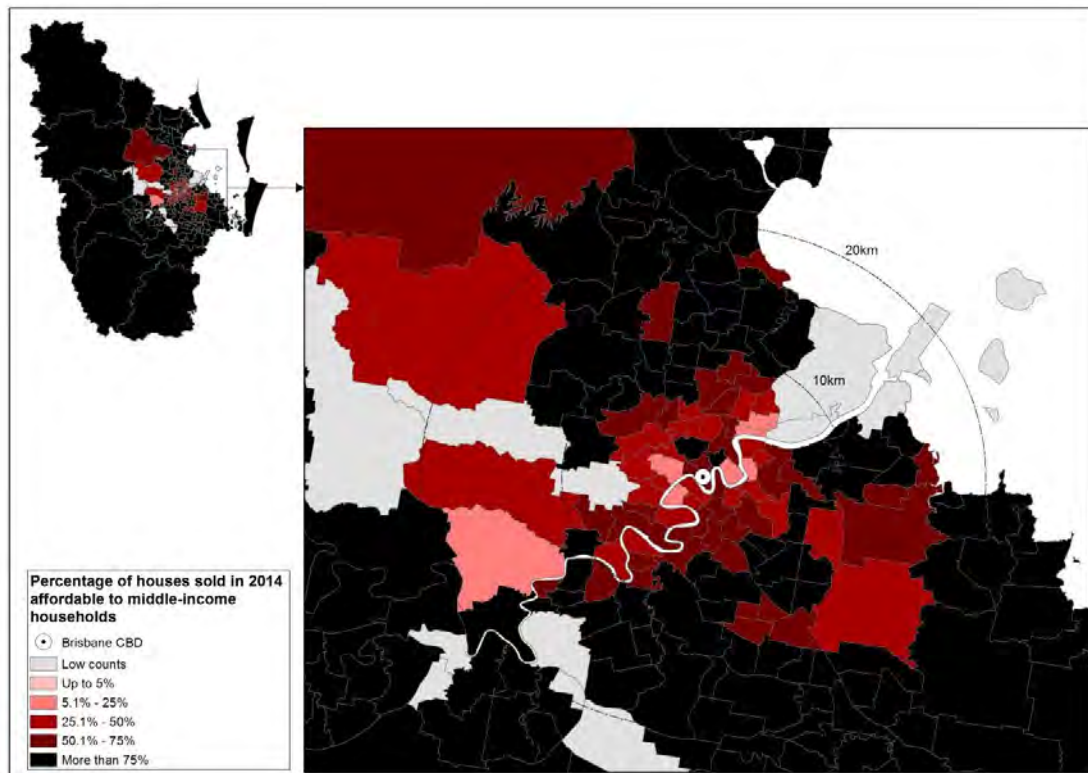 20km
10km
Percentage of houses sold in 2014
affordable to middle-income
households
Brisbane CBD
Low counts
Up to 5%
5.1% - 25%
25.1% - 50%
50.1% - 75%
More than 75%